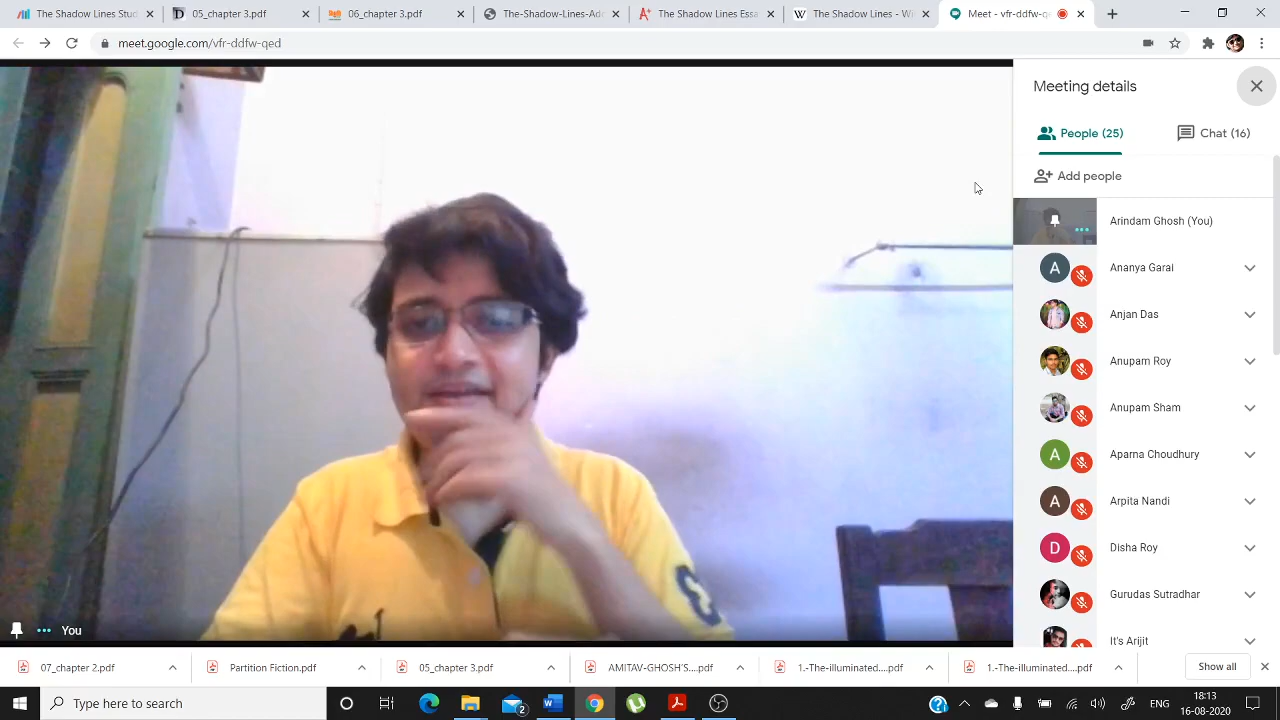 The Shadow Lines Stud
05_chapter 3.pdf
06_chapter 3.pdf
The-Shadow-Lines-Ad
The Shadow Lines Essa
The Shadow Lines - Wi
Meet - vfr-ddfw-q
meet.google.com/vfr-ddfw-qed
Meeting details
People (25)
Chat (16)
Add people
Arindam Ghosh (You)
A
Ananya Garai
Anjan Das
Anupam Roy
Anupam Sham
A
Aparna Choudhury
A
Arpita Nandi
D
Disha Roy
Gurudas Sutradhar
It's Arijit
You
07_chapter 2.pdf
Partition Fiction.pdf
05_chapter 3.pdf
AMITAV-GHOSH'S....pdf
1.-The-illuminated....pdf
1.-The-illuminated....pdf
Show all
Type here to search
2
ENG
18:13
16-08-2020